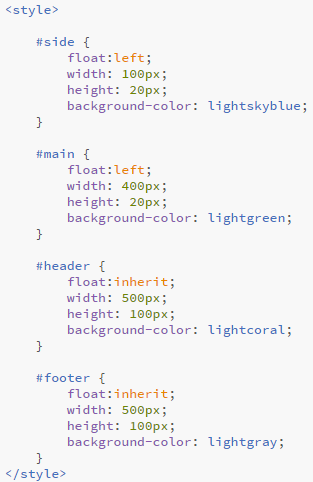 <style>
#side {
float:left;
width: 100px;
height: 20px;
background-color: lightskyblue;
}
#main {
float:left;
width: 400px;
height: 20px;
background-color: lightgreen;
}
#header {
float:inherit;
width: 500px;
height: 100px;
background-color: lightcoral;
}
#footer {
float:inherit;
width: 500px;
height: 100px;
background-color: lightgray;
}
</style>